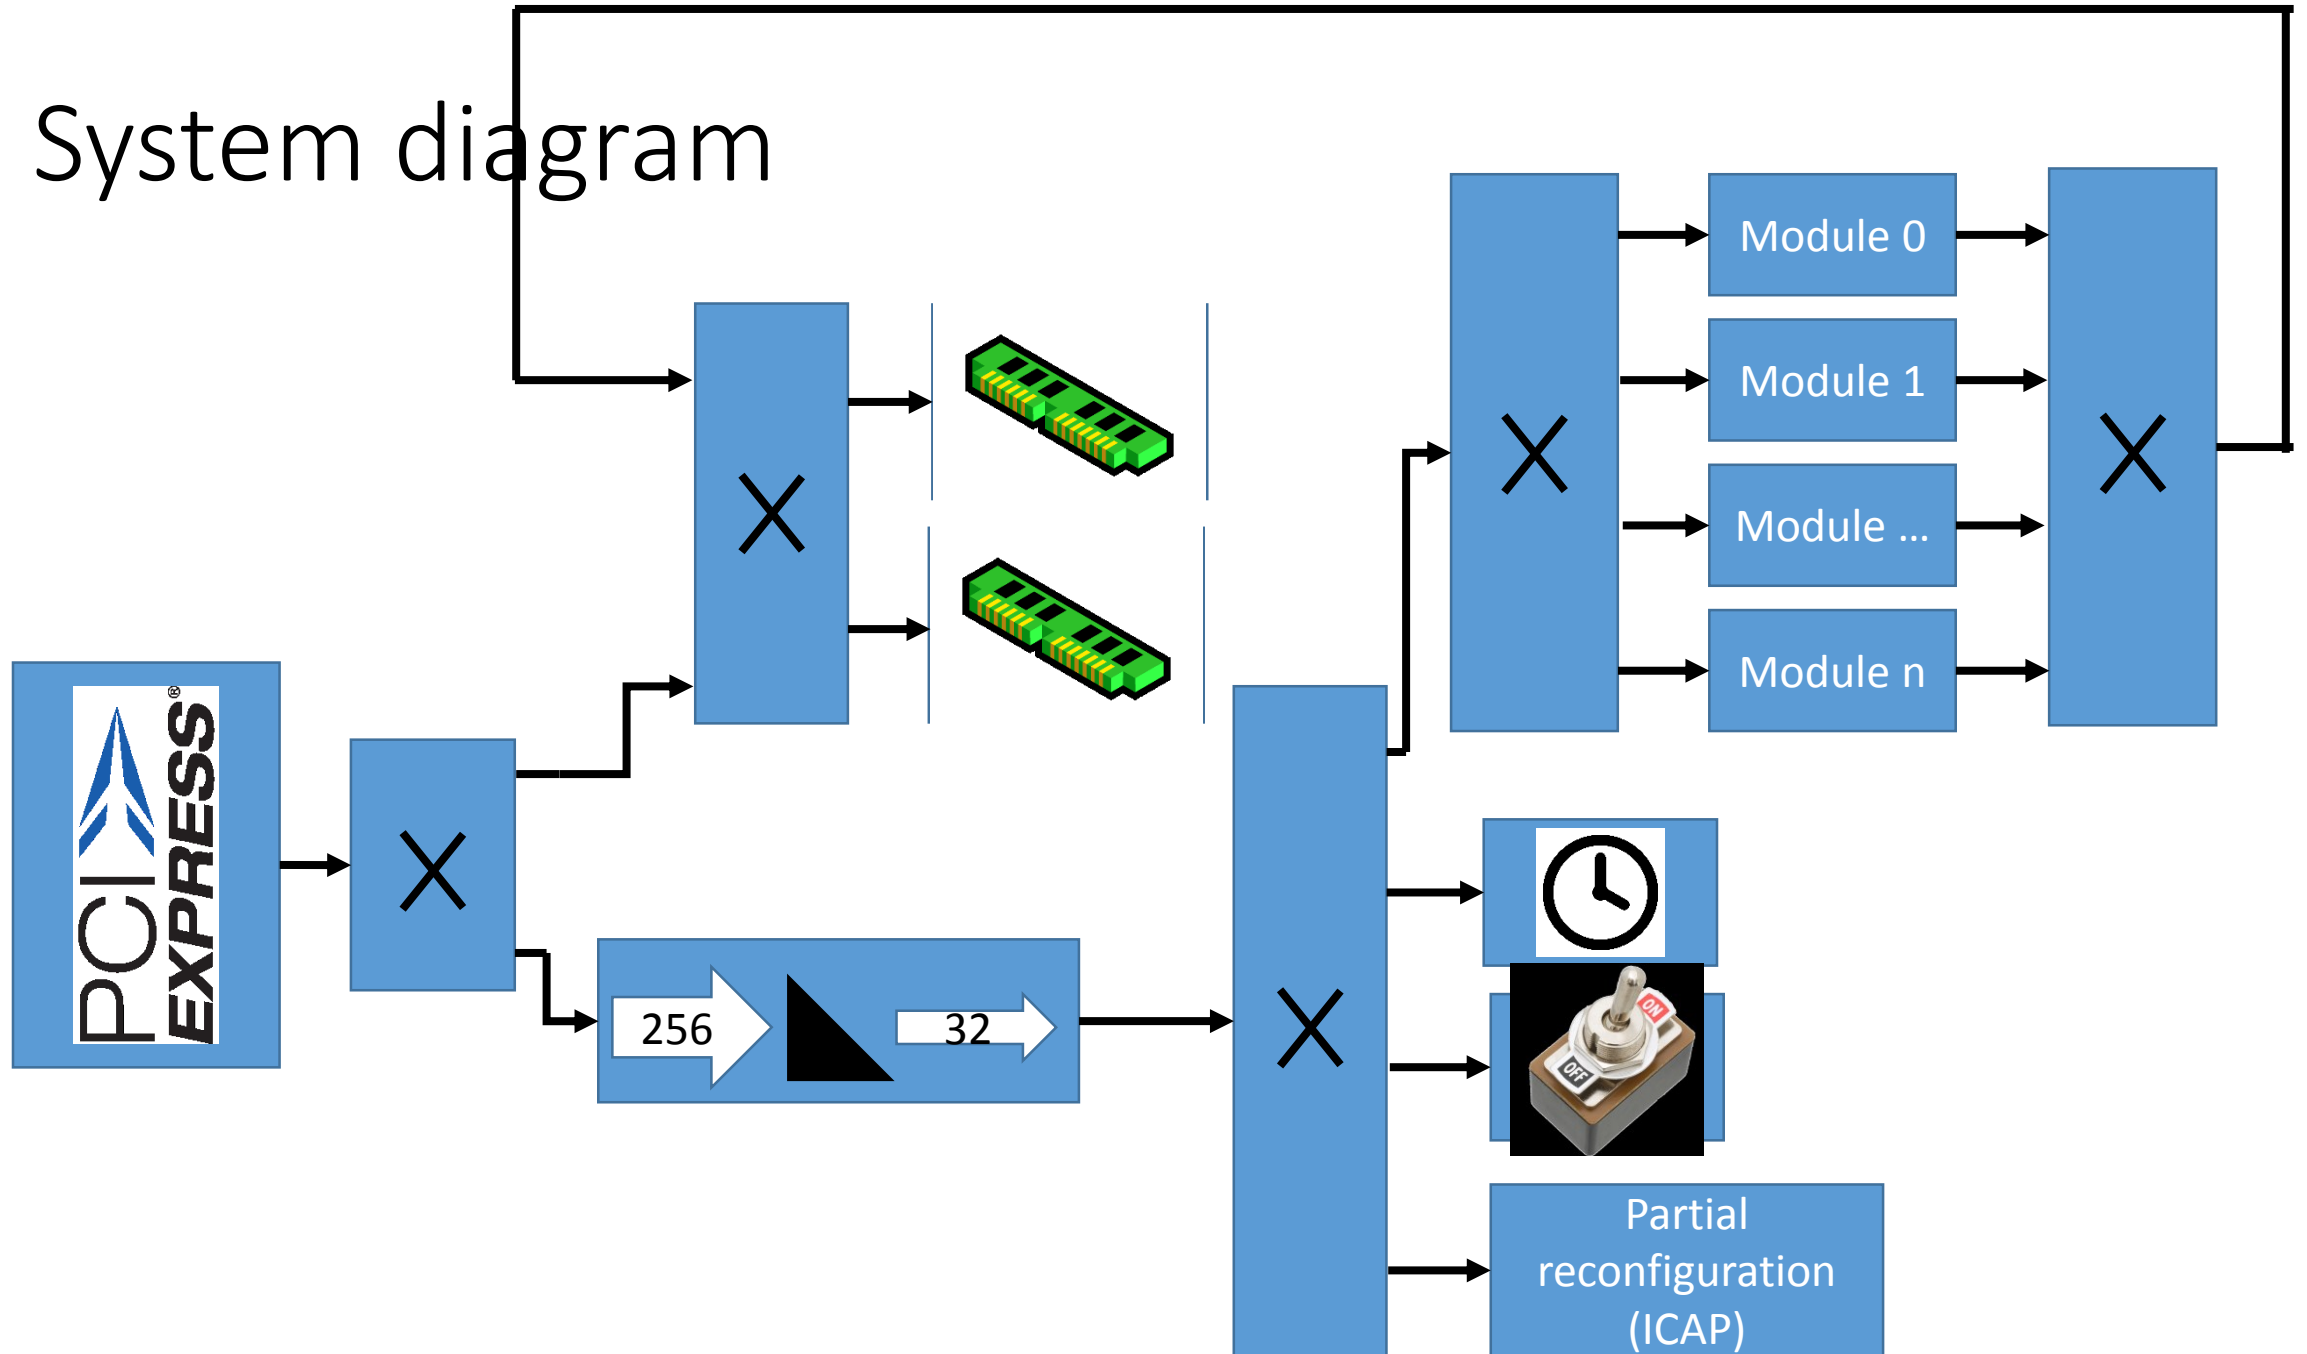 System diagram
Module 0
Module 1
Module ...
Module n
PCI
EXPRESS®
256
32
ON
OFF
Partial
reconfiguration
(ICAP)